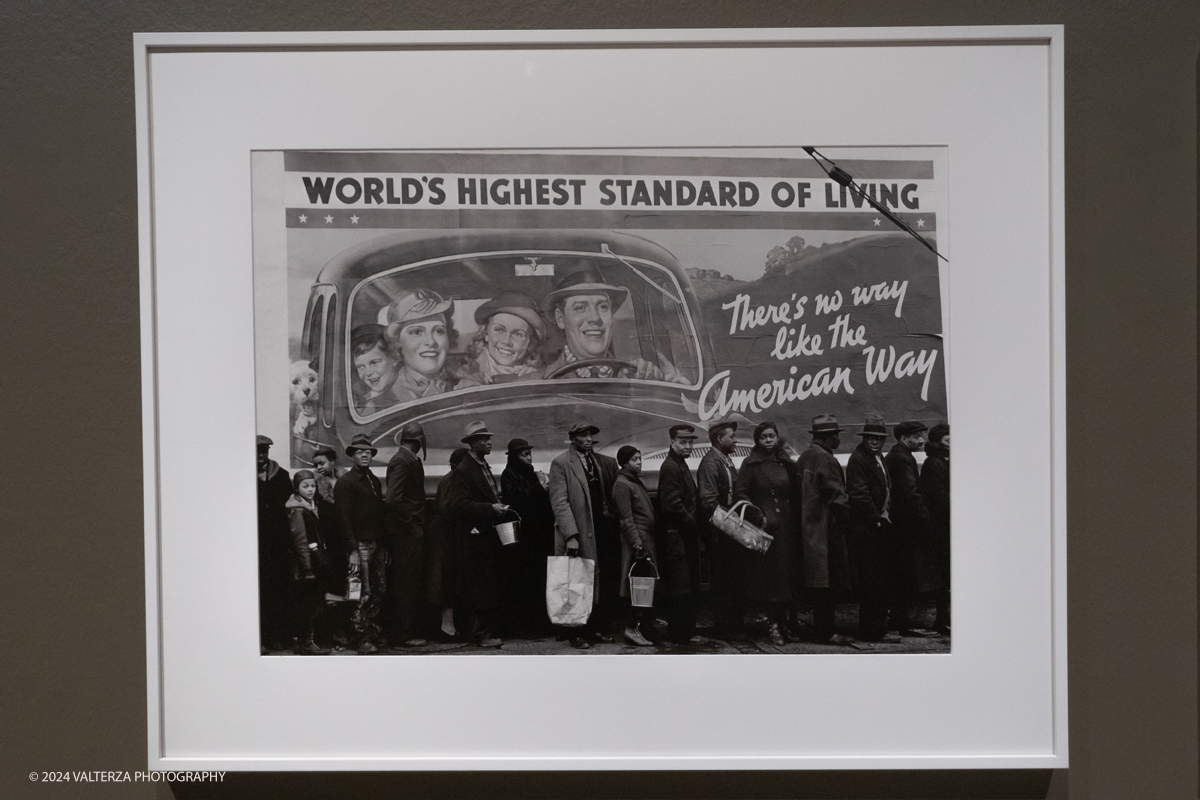 WORLD'S HIGHEST STANDARD OF LIVING
There's no way
like the
American Way
© 2024 VALTERZA PHOTOGRAPHY